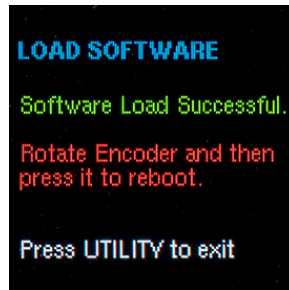 LOAD SOFTWARE
Software Load Successful.
Rotate Encoder and then
press it to reboot.
Press UTILITY to exit